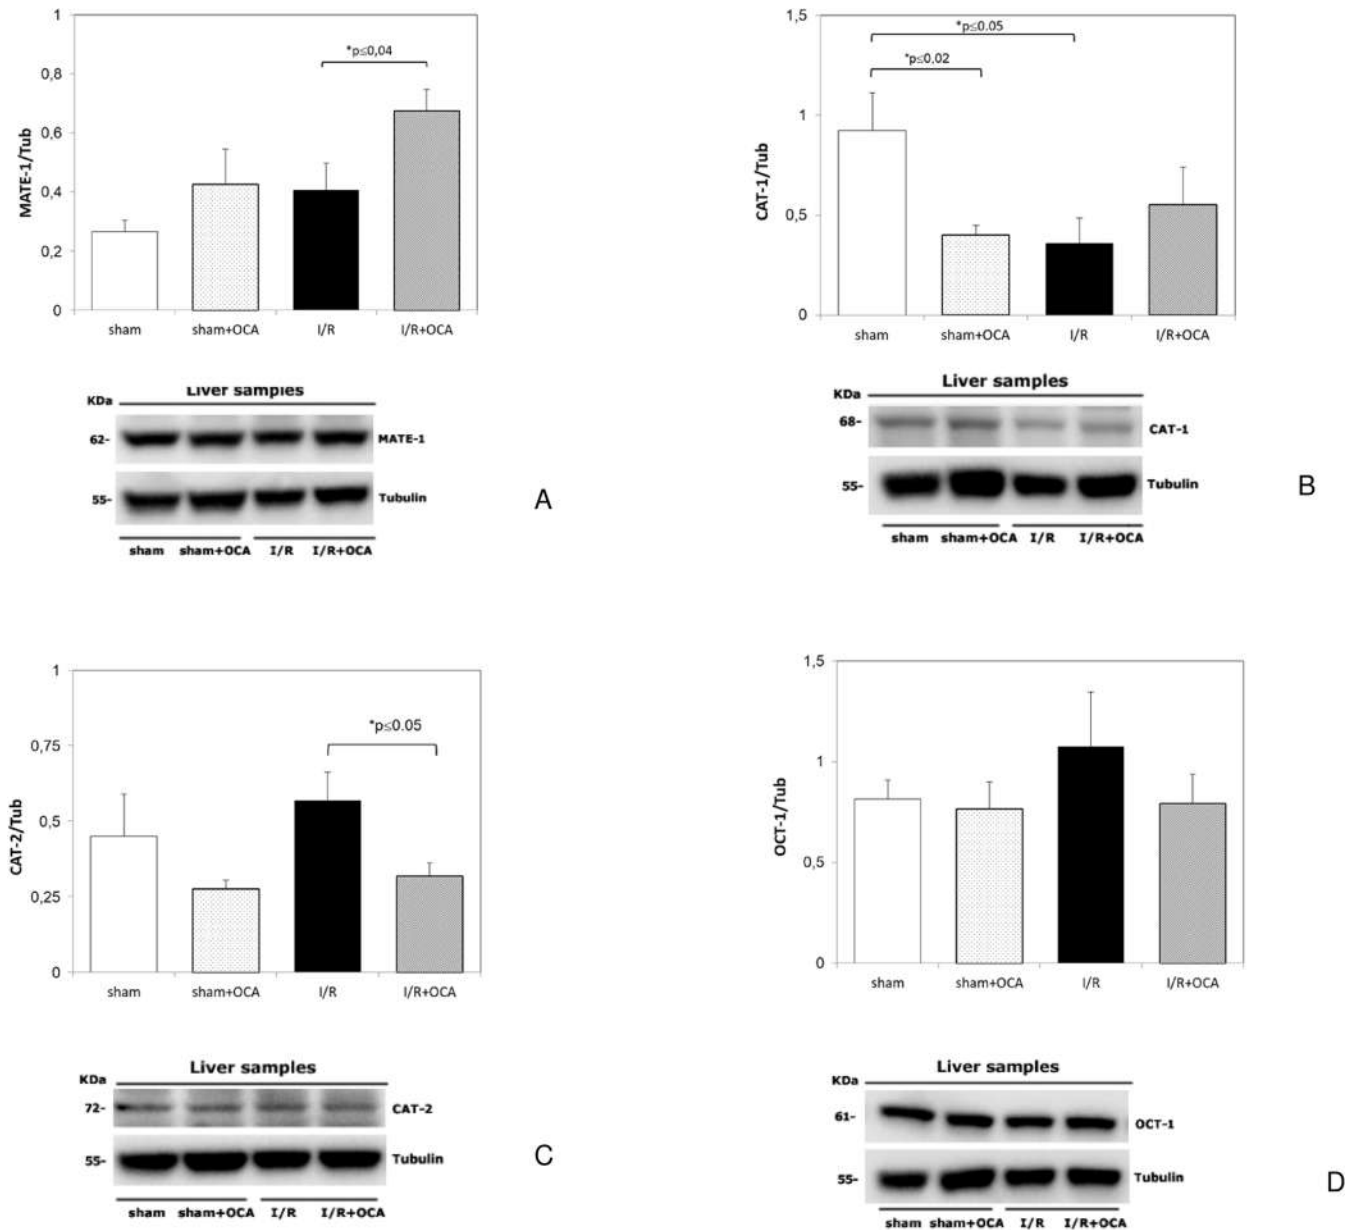 1
0,8
0,6
0,4
0,2
0
MATE-1/Tub
*p≤0,04
sham sham+OCA I/R I/R+OCA
Liver samples
KDa
62- MATE-1
55- Tubulin
sham sham+OCA I/R I/R+OCA
A
1,5
1
0,5
0
CAT-1/Tub
*p≤0.05
*p≤0.02
sham sham+OCA I/R I/R+OCA
Liver samples
KDa
68- CAT-1
55- Tubulin
sham sham+OCA I/R I/R+OCA
B
1
0,75
0,5
0,25
0
CAT-2/Tub
*p≤0.05
sham sham+OCA I/R I/R+OCA
Liver samples
KDa
72- CAT-2
55- Tubulin
sham sham+OCA I/R I/R+OCA
C
1,5
1
0,5
0
OCT-1/Tub
sham sham+OCA I/R I/R+OCA
Liver samples
KDa
61- OCT-1
55- Tubulin
sham sham+OCA I/R I/R+OCA
D